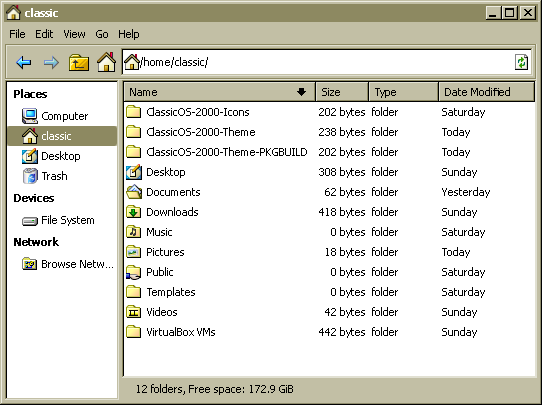 classic
File Edit View Go Help
/home/classic/
Places
Computer
classic
Desktop
Trash
Devices
File System
Network
Browse Netw...
Name Size Type Date Modified
ClassicOS-2000-Icons 202 bytes folder Saturday
ClassicOS-2000-Theme 238 bytes folder Today
ClassicOS-2000-Theme-PKGBUILD 202 bytes folder Today
Desktop 308 bytes folder Sunday
Documents 62 bytes folder Yesterday
Downloads 418 bytes folder Sunday
Music 0 bytes folder Saturday
Pictures 18 bytes folder Today
Public 0 bytes folder Saturday
Templates 0 bytes folder Saturday
Videos 42 bytes folder Sunday
VirtualBox VMs 442 bytes folder Sunday
12 folders, Free space: 172.9 GiB